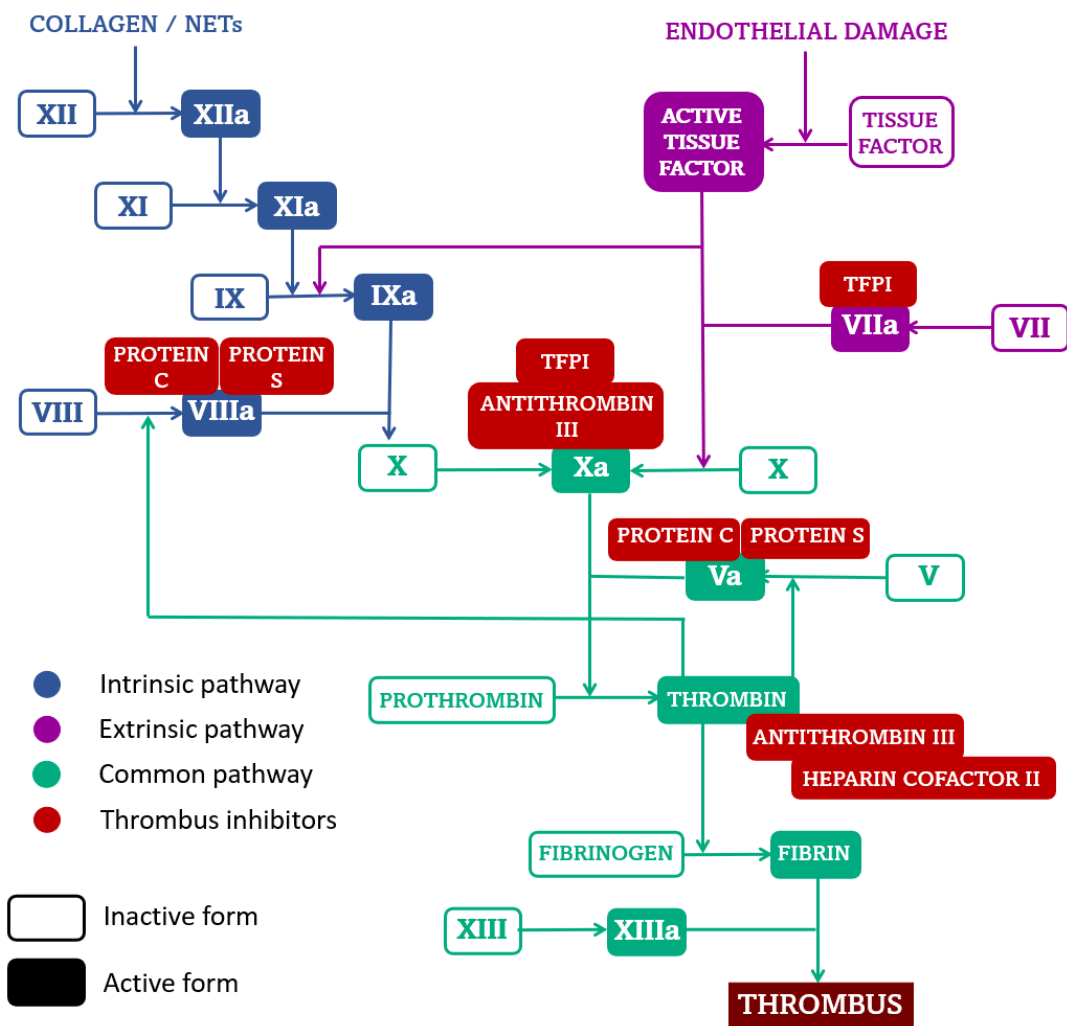 COLLAGEN / NETs
ENDOTHELIAL DAMAGE
XII
XIIa
ACTIVE
TISSUE
FACTOR
TISSUE
FACTOR
XI
XIa
IX
IXa
TFPI
VIIa
VII
PROTEIN
C
PROTEIN
S
VIII
VIIIa
TFPI
ANTITHROMBIN
III
X
Xa
X
PROTEIN C
PROTEIN S
Va
V
PROTHROMBIN
THROMBIN
ANTITHROMBIN III
HEPARIN COFACTOR II
Intrinsic pathway
Extrinsic pathway
Common pathway
Thrombus inhibitors
FIBRINOGEN
FIBRIN
XIII
XIIIa
Inactive form
Active form
THROMBUS